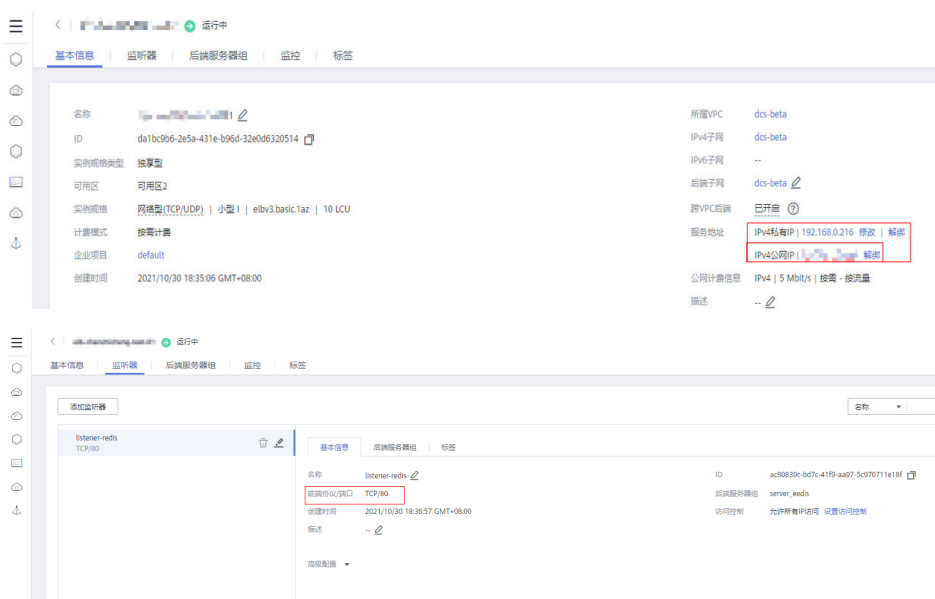 运行中
基本信息 监听器 后端服务器组 监控 标签
名称 1
ID da1bc9b6-2e5a-431e-b96d-32e0d6320514
实例规格类型 独享型
可用区 可用区2
实例规格 网络型(TCP/UDP) | 小型 I | elbv3.basic.1az | 10 LCU
计费模式 按需计费
企业项目 default
创建时间 2021/10/30 18:35:06 GMT+08:00
所属VPC dcs-beta
IPv4子网 dcs-beta
IPv6子网 --
后端子网 dcs-beta
跨VPC后端 已开启
服务地址 IPv4私有IP | 192.168.0.216 修改 | 解绑
IPv4公网IP | 解绑
公网计费信息 IPv4 | 5 Mbit/s | 按需 - 按流量
描述 --
运行中
基本信息 监听器 后端服务器组 监控 标签
添加监听器
名称
listener-redis
TCP/80
基本信息 后端服务器组 标签
名称 listener-redis
前端协议/端口 TCP/80
创建时间 2021/10/30 18:36:57 GMT+08:00
描述 --
高级配置
ID ac80839c-bd7c-41f9-aa97-5c970711e18f
后端服务器组 server_eedis
访问控制 允许所有IP访问 设置访问控制